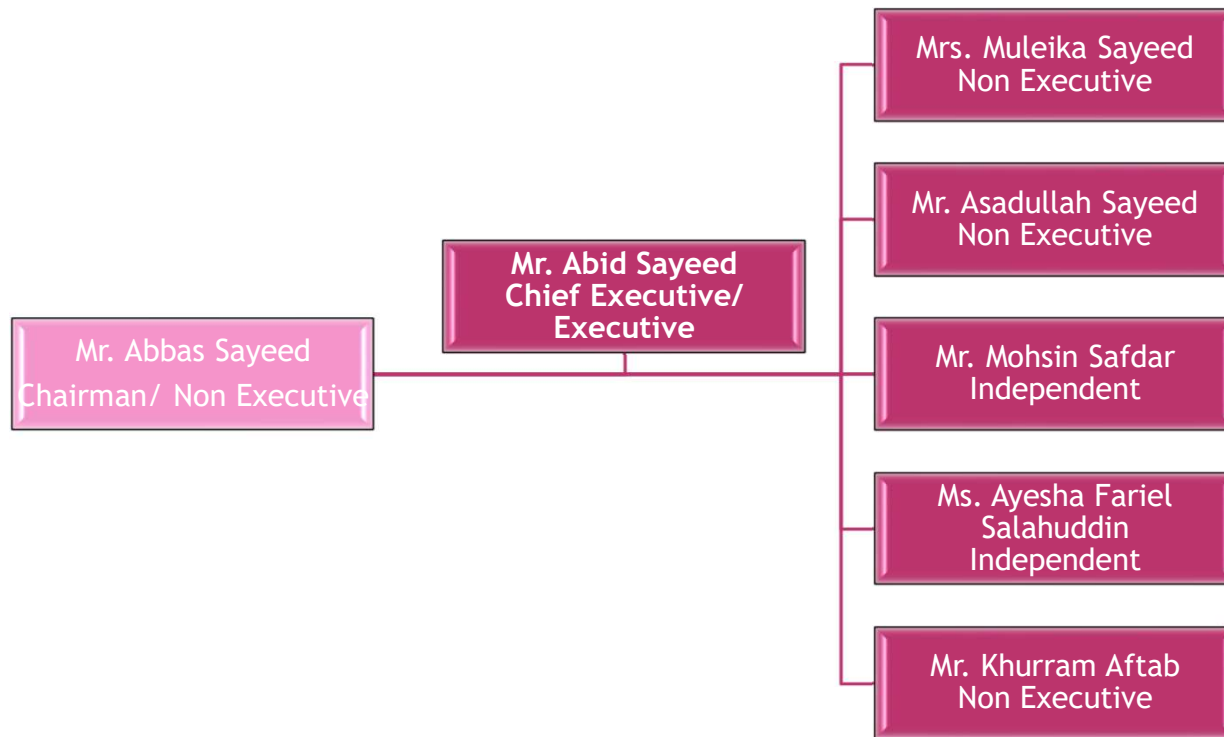 Mr. Abbas Sayeed
Chairman/ Non Executive
Mr. Abid Sayeed
Chief Executive/
Executive
Mrs. Muleika Sayeed
Non Executive
Mr. Asadullah Sayeed
Non Executive
Mr. Mohsin Safdar
Independent
Ms. Ayesha Fariel
Salahuddin
Independent
Mr. Khurram Aftab
Non Executive